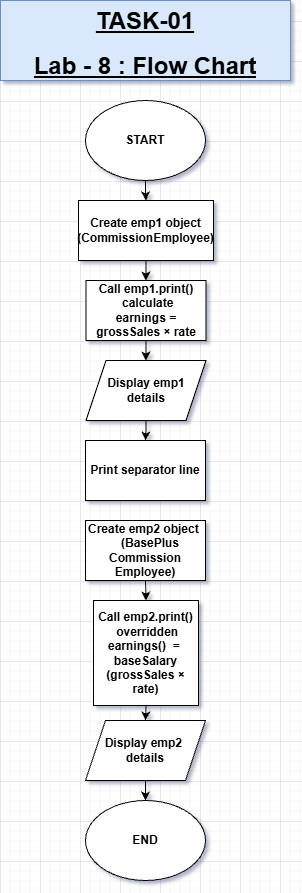 TASK-01
Lab - 8 : Flow Chart
START
Create emp1 object
(CommissionEmployee)
Call emp1.print()
calculate
earnings =
grossSales × rate
Display emp1
details
Print separator line
Create emp2 object
(BasePlus
Commission
Employee)
Call emp2.print()
overridden
earnings() =
baseSalary
(grossSales ×
rate)
Display emp2
details
END